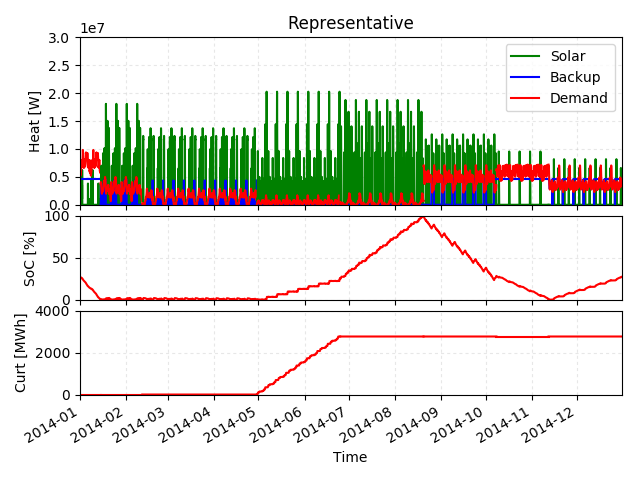 Representative
1e7
3.0
2.5
2.0
1.5
1.0
0.5
0.0
Heat [W]
Solar
Backup
Demand
100
50
0
SoC [%]
4000
2000
0
Curt [MWh]
2014-01
2014-02
2014-03
2014-04
2014-05
2014-06
2014-07
2014-08
2014-09
2014-10
2014-11
2014-12
Time